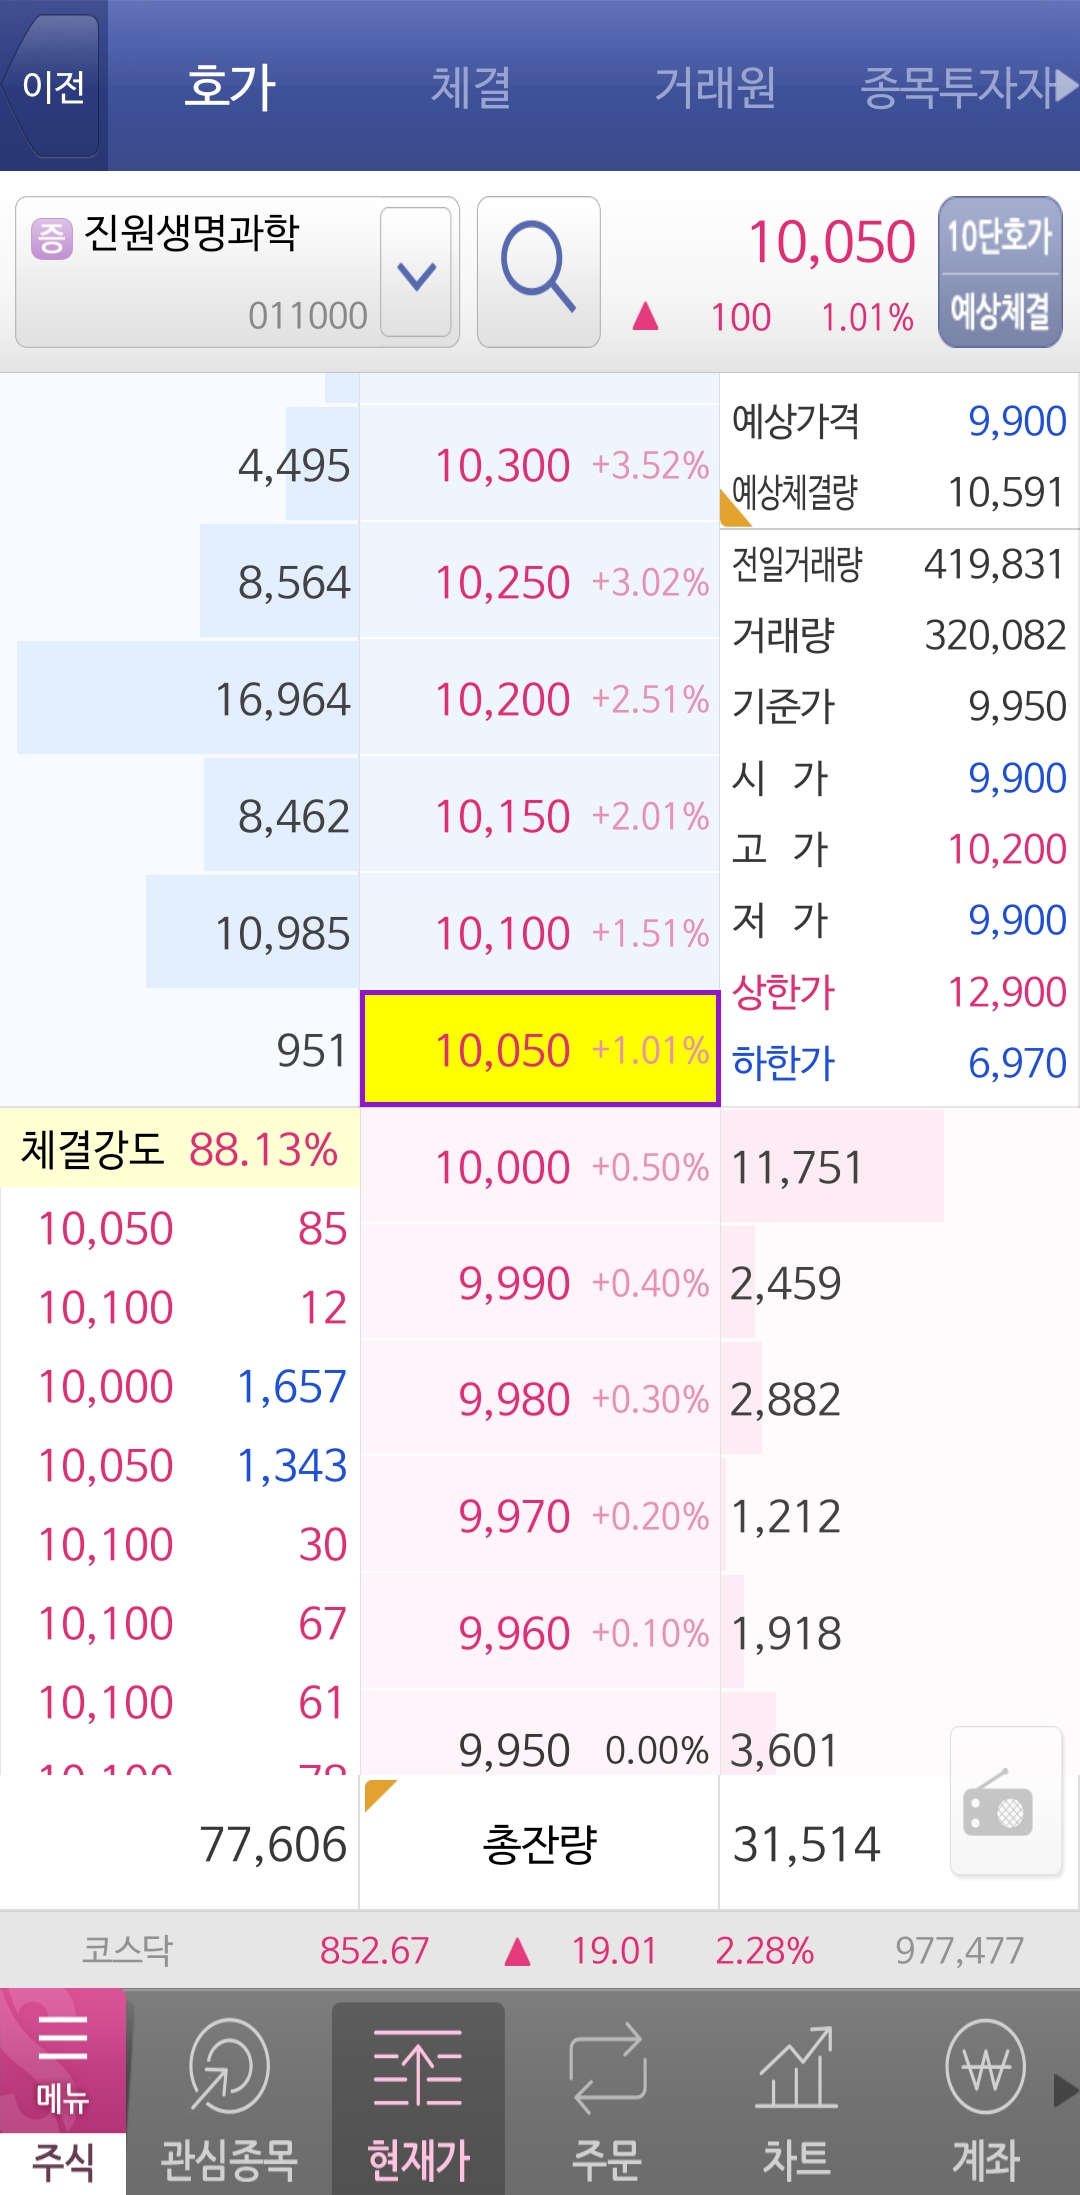 이전 호가 체결 거래원 종목투자자
증 진원생명과학 10,050 10단호가
011000 ▲ 100 1.01% 예상체결
예상가격 9,900
4,495 10,300 +3.52%
예상체결량 10,591
8,564 10,250 +3.02% 전일거래량 419,831
거래량 320,082
16,964 10,200 +2.51% 기준가 9,950
시 가 9,900
8,462 10,150 +2.01%
고 가 10,200
10,985 10,100 +1.51% 저 가 9,900
상한가 12,900
951 10,050 +1.01% 하한가 6,970
체결강도 88.13% 10,000 +0.50% 11,751
10,050 85
9,990 +0.40% 2,459
10,100 12
10,000 1,657 9,980 +0.30% 2,882
10,050 1,343
9,970 +0.20% 1,212
10,100 30
10,100 67 9,960 +0.10% 1,918
10,100 61
9,950 0.00% 3,601
10,100 78
77,606 총잔량 31,514
코스닥 852.67 ▲ 19.01 2.28% 977,477
메뉴
주식 관심종목 현재가 주문 차트 계좌